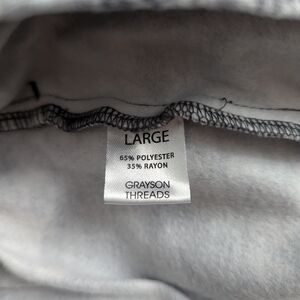 LARGE
65% POLYESTER
35% RAYON
GRAYSON
THREADS